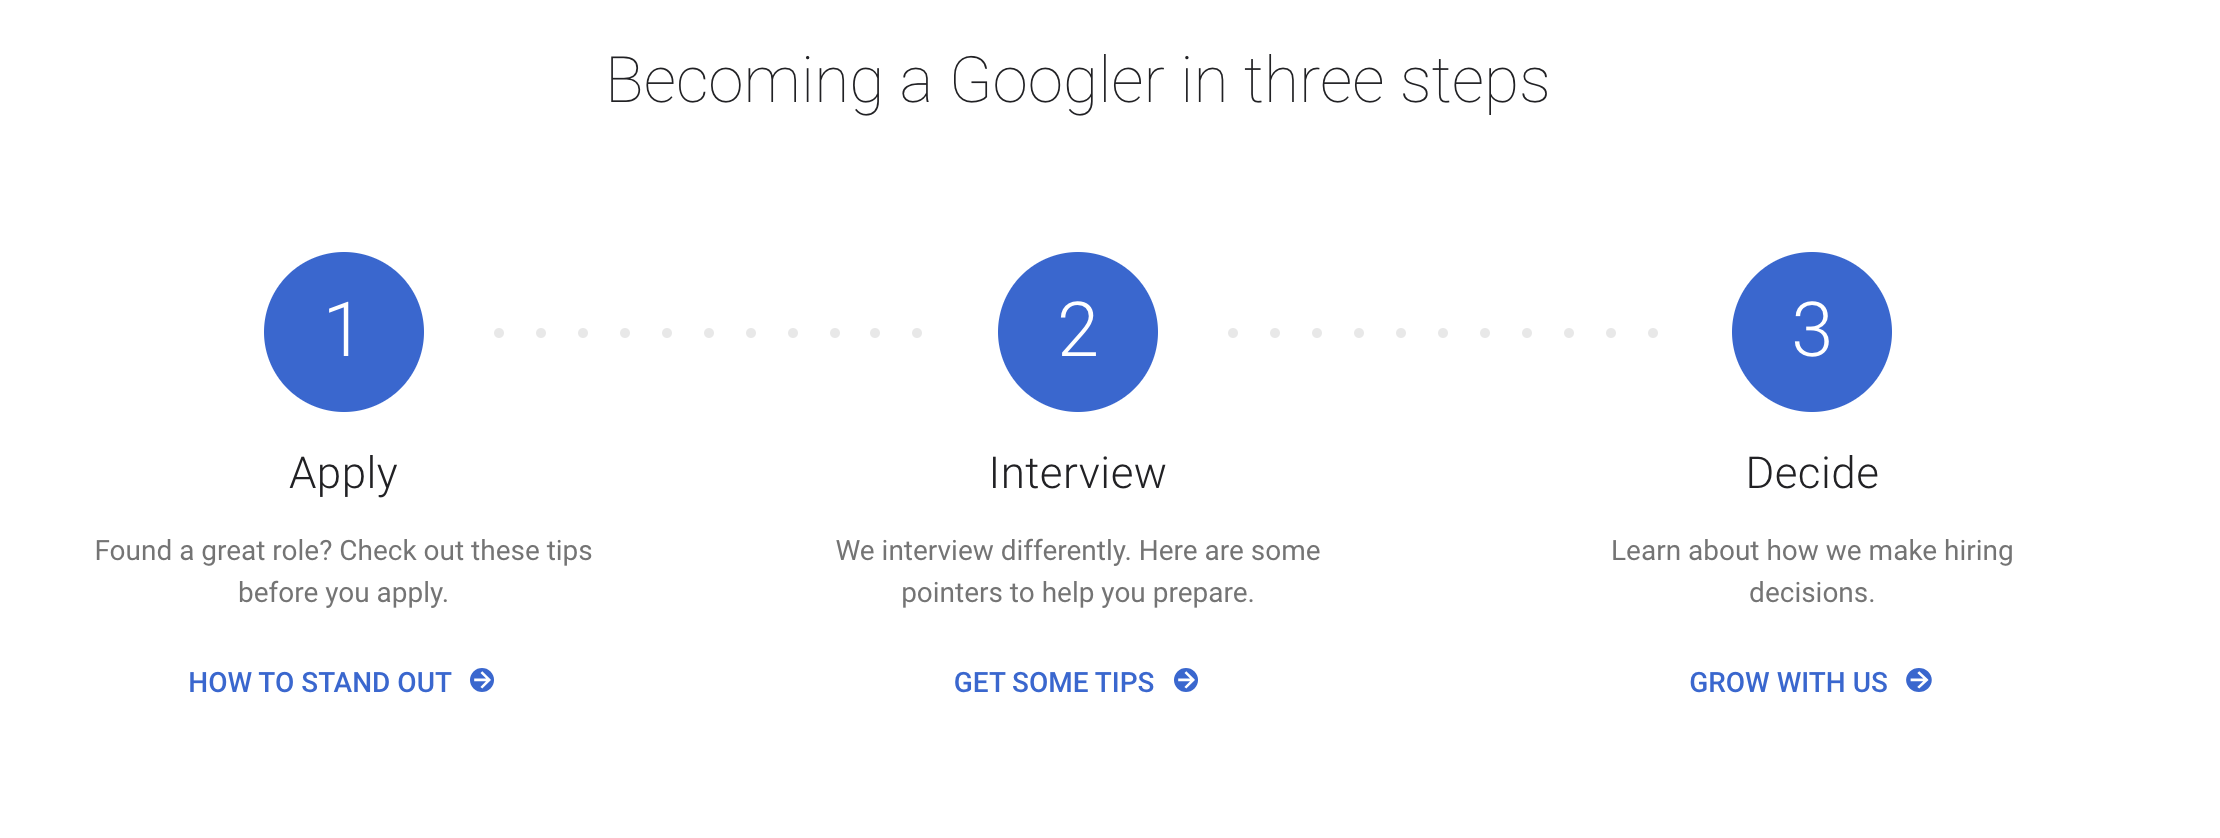 Becoming a Googler in three steps
1
Apply
Found a great role? Check out these tips
before you apply.
HOW TO STAND OUT
2
Interview
We interview differently. Here are some
pointers to help you prepare.
GET SOME TIPS
3
Decide
Learn about how we make hiring
decisions.
GROW WITH US